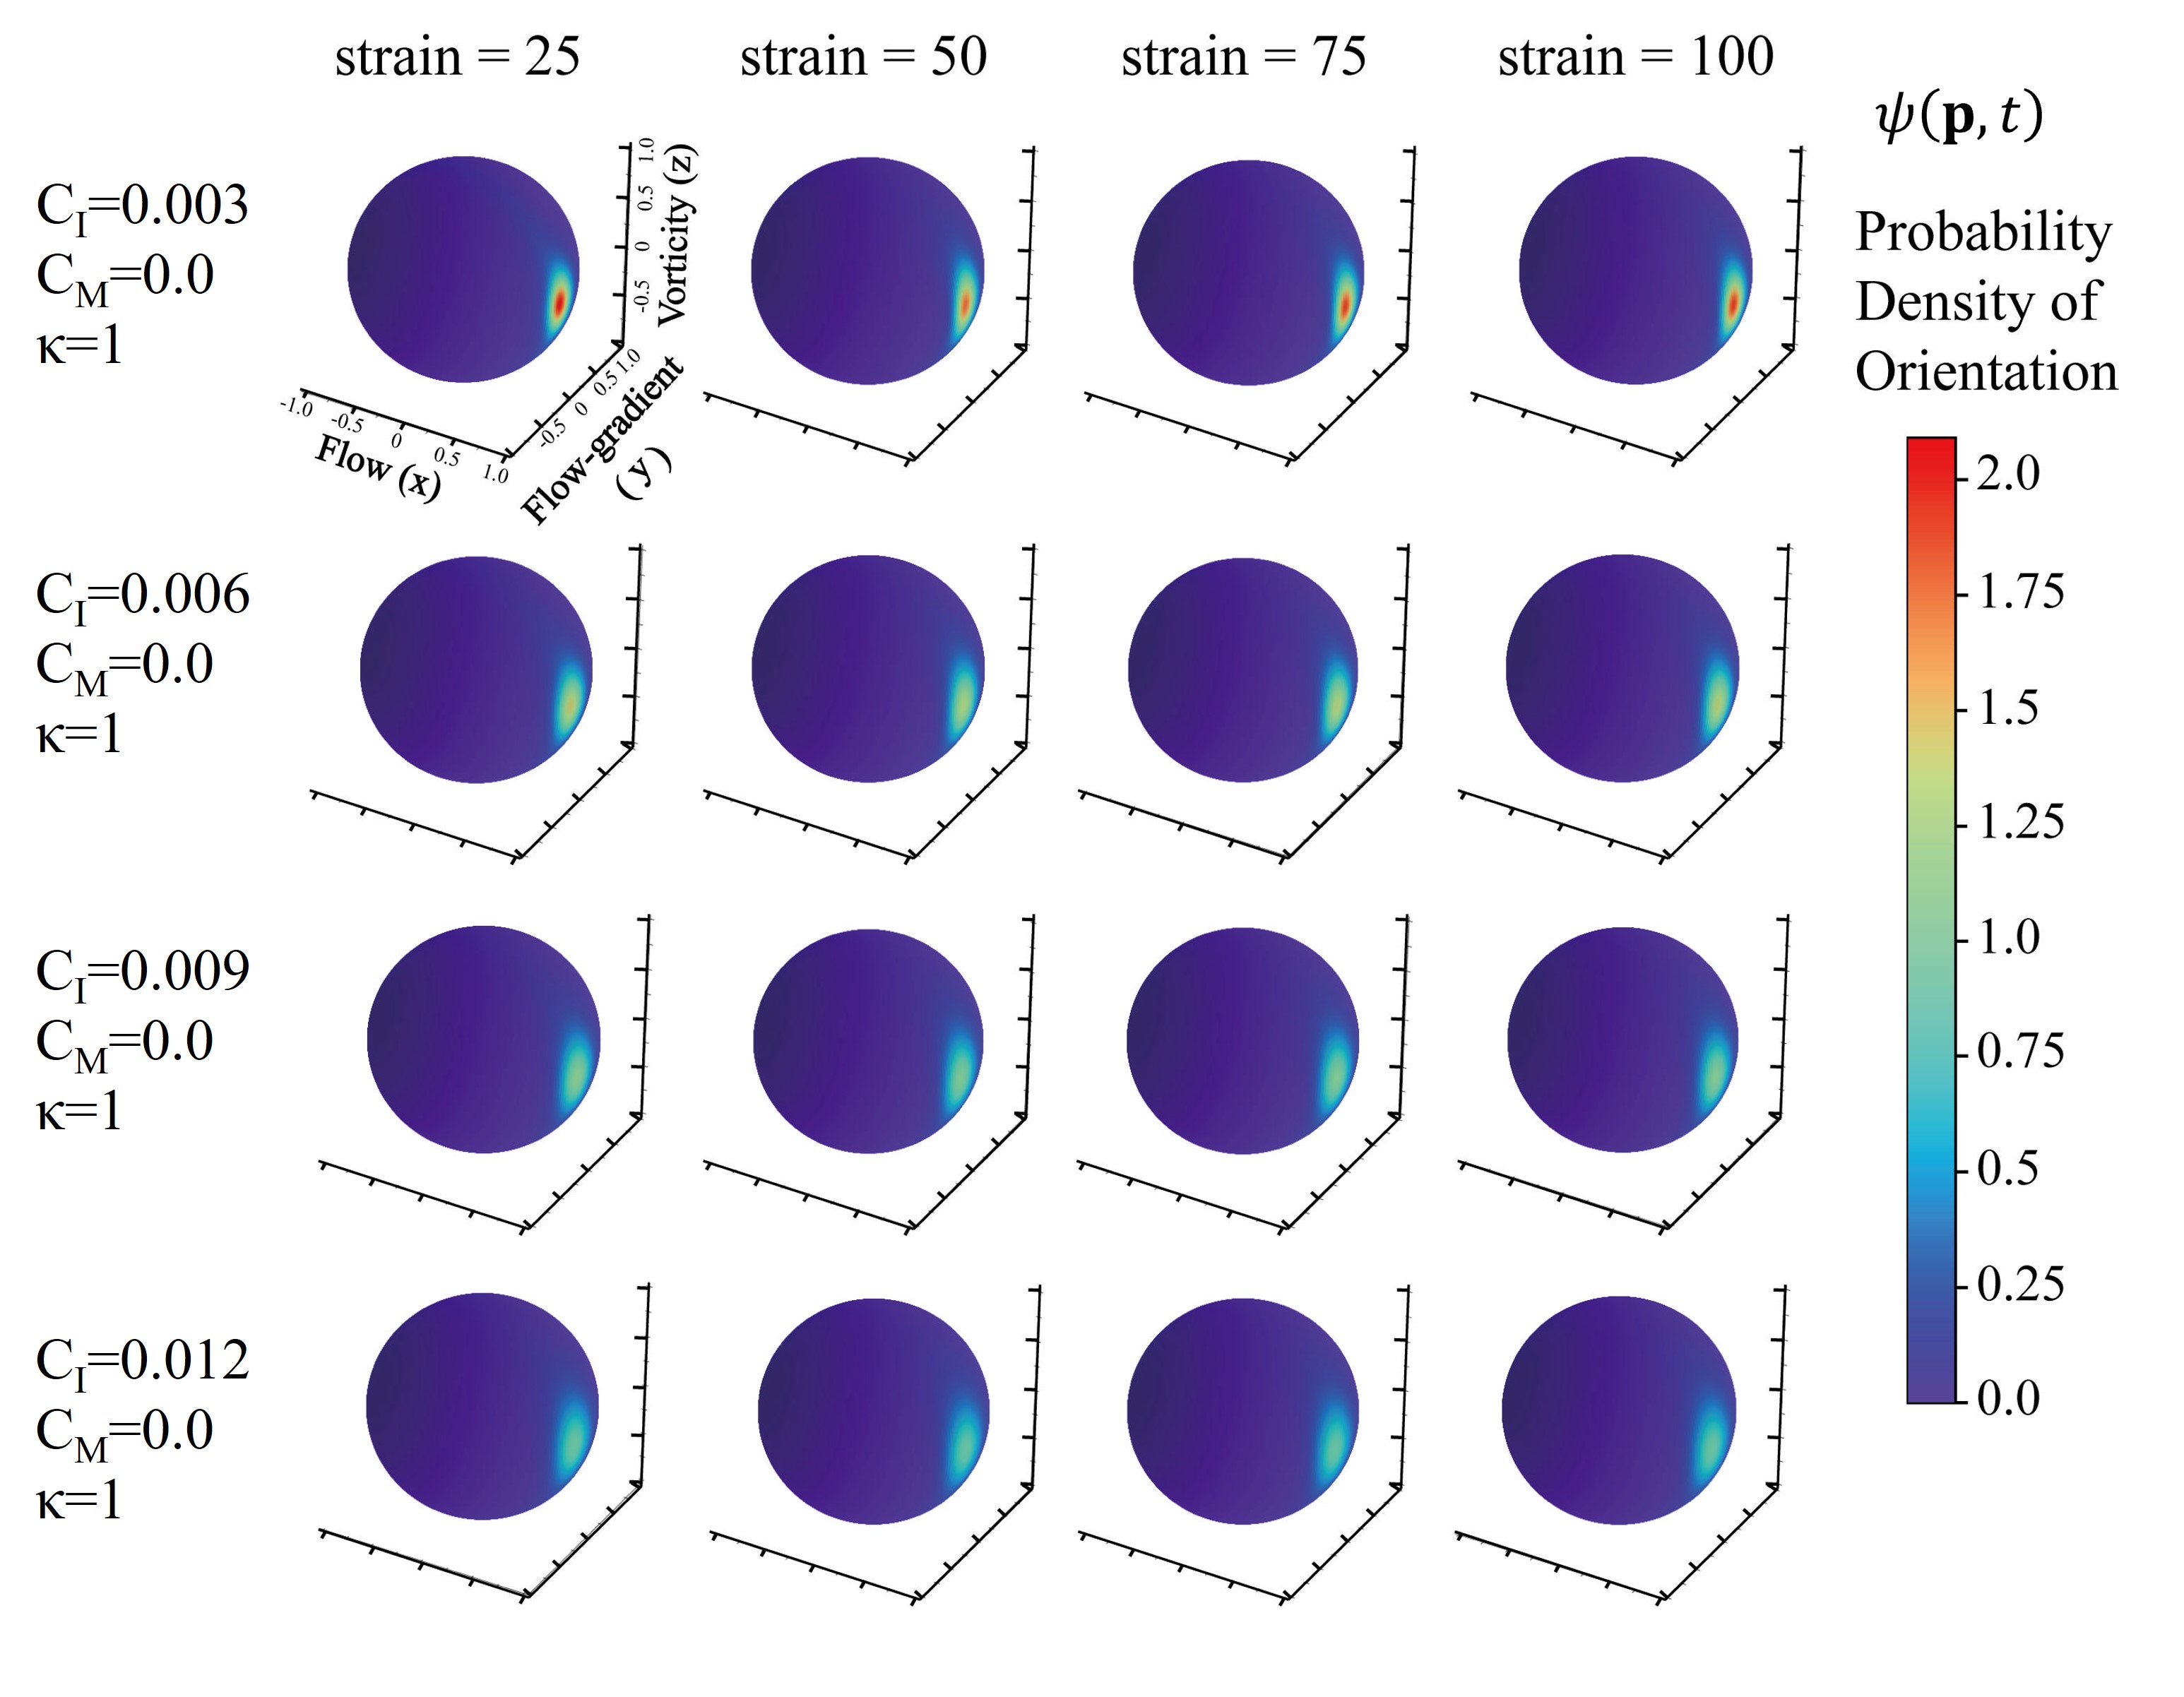 strain = 25
strain = 50
strain = 75
strain = 100
ψ(p, t)
Probability
Density of
Orientation
C_I=0.003
C_M=0.0
κ=1
1.0
0.5
0
-0.5
Vorticity (z)
-1.0
-0.5
0
0.5
1.0
Flow (x)
-0.5
0
0.5
1.0
Flow-gradient
(y)
C_I=0.006
C_M=0.0
κ=1
C_I=0.009
C_M=0.0
κ=1
C_I=0.012
C_M=0.0
κ=1
2.0
1.75
1.5
1.25
1.0
0.75
0.5
0.25
0.0